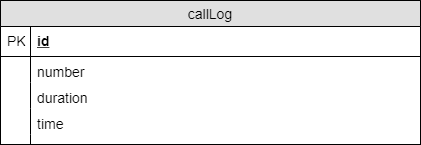 callLog
PK id
number
duration
time